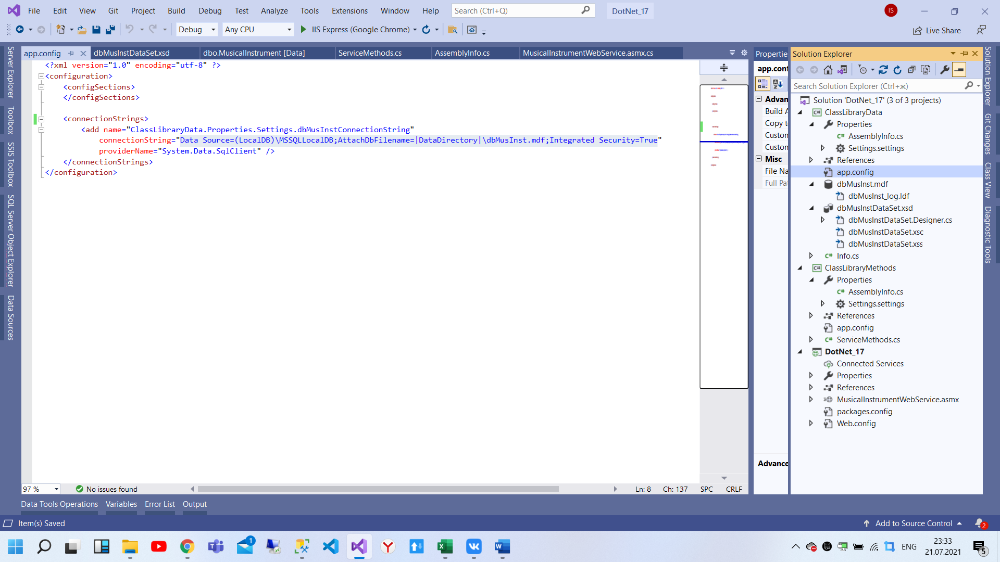 File Edit View Git Project Build Debug Test Analyze Tools Extensions Window Help Search (Ctrl+Q) DotNet_17 IS
Debug Any CPU IIS Express (Google Chrome) Live Share
Server Explorer
Toolbox
SSIS Toolbox
SQL Server Object Explorer
Data Sources
app.config dbMusInstDataSet.xsd dbo.MusicalInstrument [Data] ServiceMethods.cs AssemblyInfo.cs MusicalInstrumentWebService.asmx.cs
<?xml version="1.0" encoding="utf-8" ?>
<configuration>
<configSections>
</configSections>
<connectionStrings>
<add name="ClassLibraryData.Properties.Settings.dbMusInstConnectionString"
connectionString="Data Source=(LocalDB)\MSSQLLocalDB;AttachDbFilename=|DataDirectory|\dbMusInst.mdf;Integrated Security=True"
providerName="System.Data.SqlClient" />
</connectionStrings>
</configuration>
97 % No issues found Ln: 8 Ch: 137 SPC CRLF
Propertie
app.conf
Advan
Build A
Copy t
Custon
Custon
Misc
File Na
Full Pat
Advance
Solution Explorer
Search Solution Explorer (Ctrl+ж)
Solution 'DotNet_17' (3 of 3 projects)
ClassLibraryData
Properties
AssemblyInfo.cs
Settings.settings
References
app.config
dbMusInst.mdf
dbMusInst_log.ldf
dbMusInstDataSet.xsd
dbMusInstDataSet.Designer.cs
dbMusInstDataSet.xsc
dbMusInstDataSet.xss
Info.cs
ClassLibraryMethods
Properties
AssemblyInfo.cs
Settings.settings
References
app.config
ServiceMethods.cs
DotNet_17
Connected Services
Properties
References
MusicalInstrumentWebService.asmx
packages.config
Web.config
Solution Explorer
Git Changes
Class View
Diagnostic Tools
Data Tools Operations Variables Error List Output
Item(s) Saved Add to Source Control 2
1 ENG 23:33
21.07.2021 5